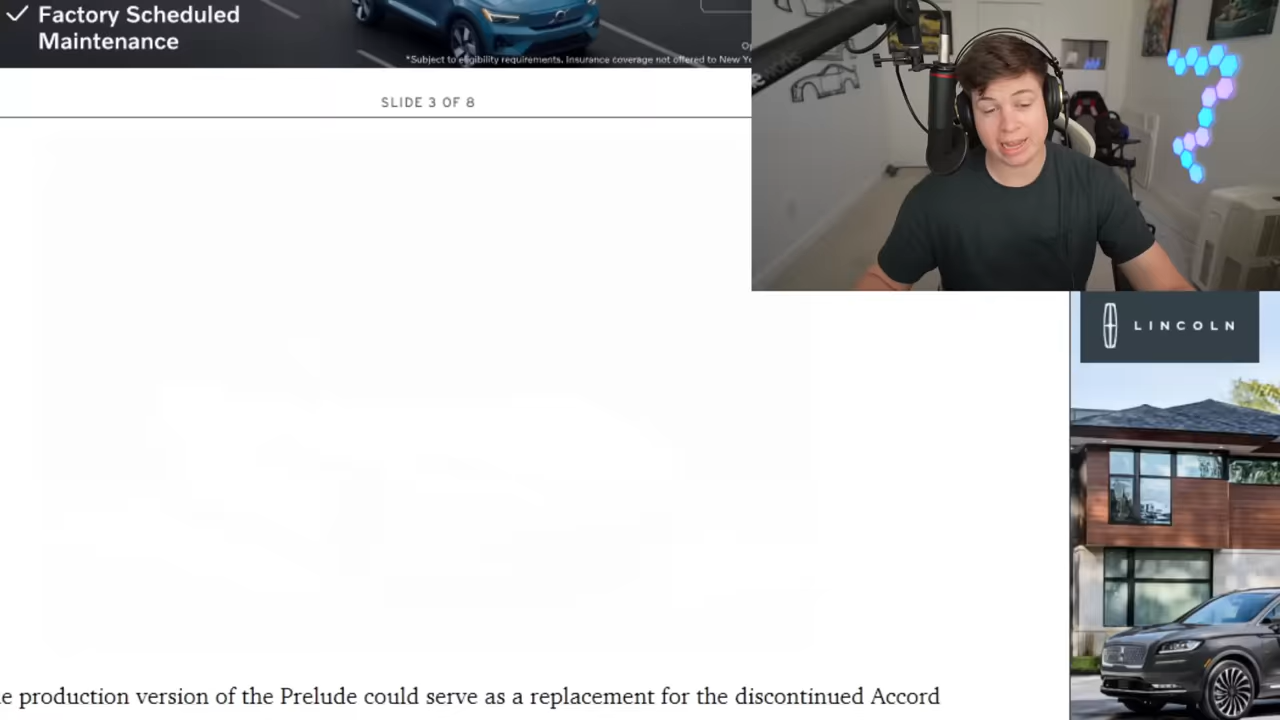 ✓ Factory Scheduled
Maintenance
*Subject to eligibility requirements. Insurance coverage not offered to New
SLIDE 3 OF 8
LINCOLN
production version of the Prelude could serve as a replacement for the discontinued Accord